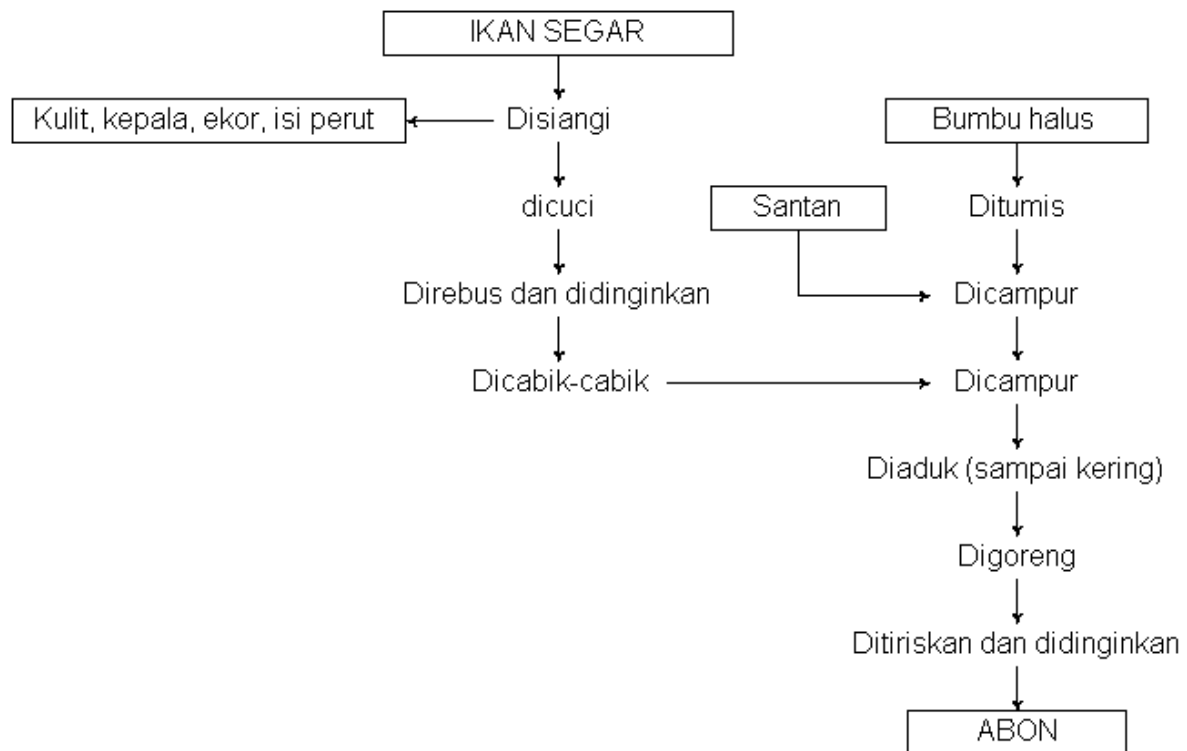 IKAN SEGAR
Kulit, kepala, ekor, isi perut
Disiangi
Bumbu halus
dicuci
Santan
Ditumis
Direbus dan didinginkan
Dicampur
Dicabik-cabik
Dicampur
Diaduk (sampai kering)
Digoreng
Ditiriskan dan didinginkan
ABON